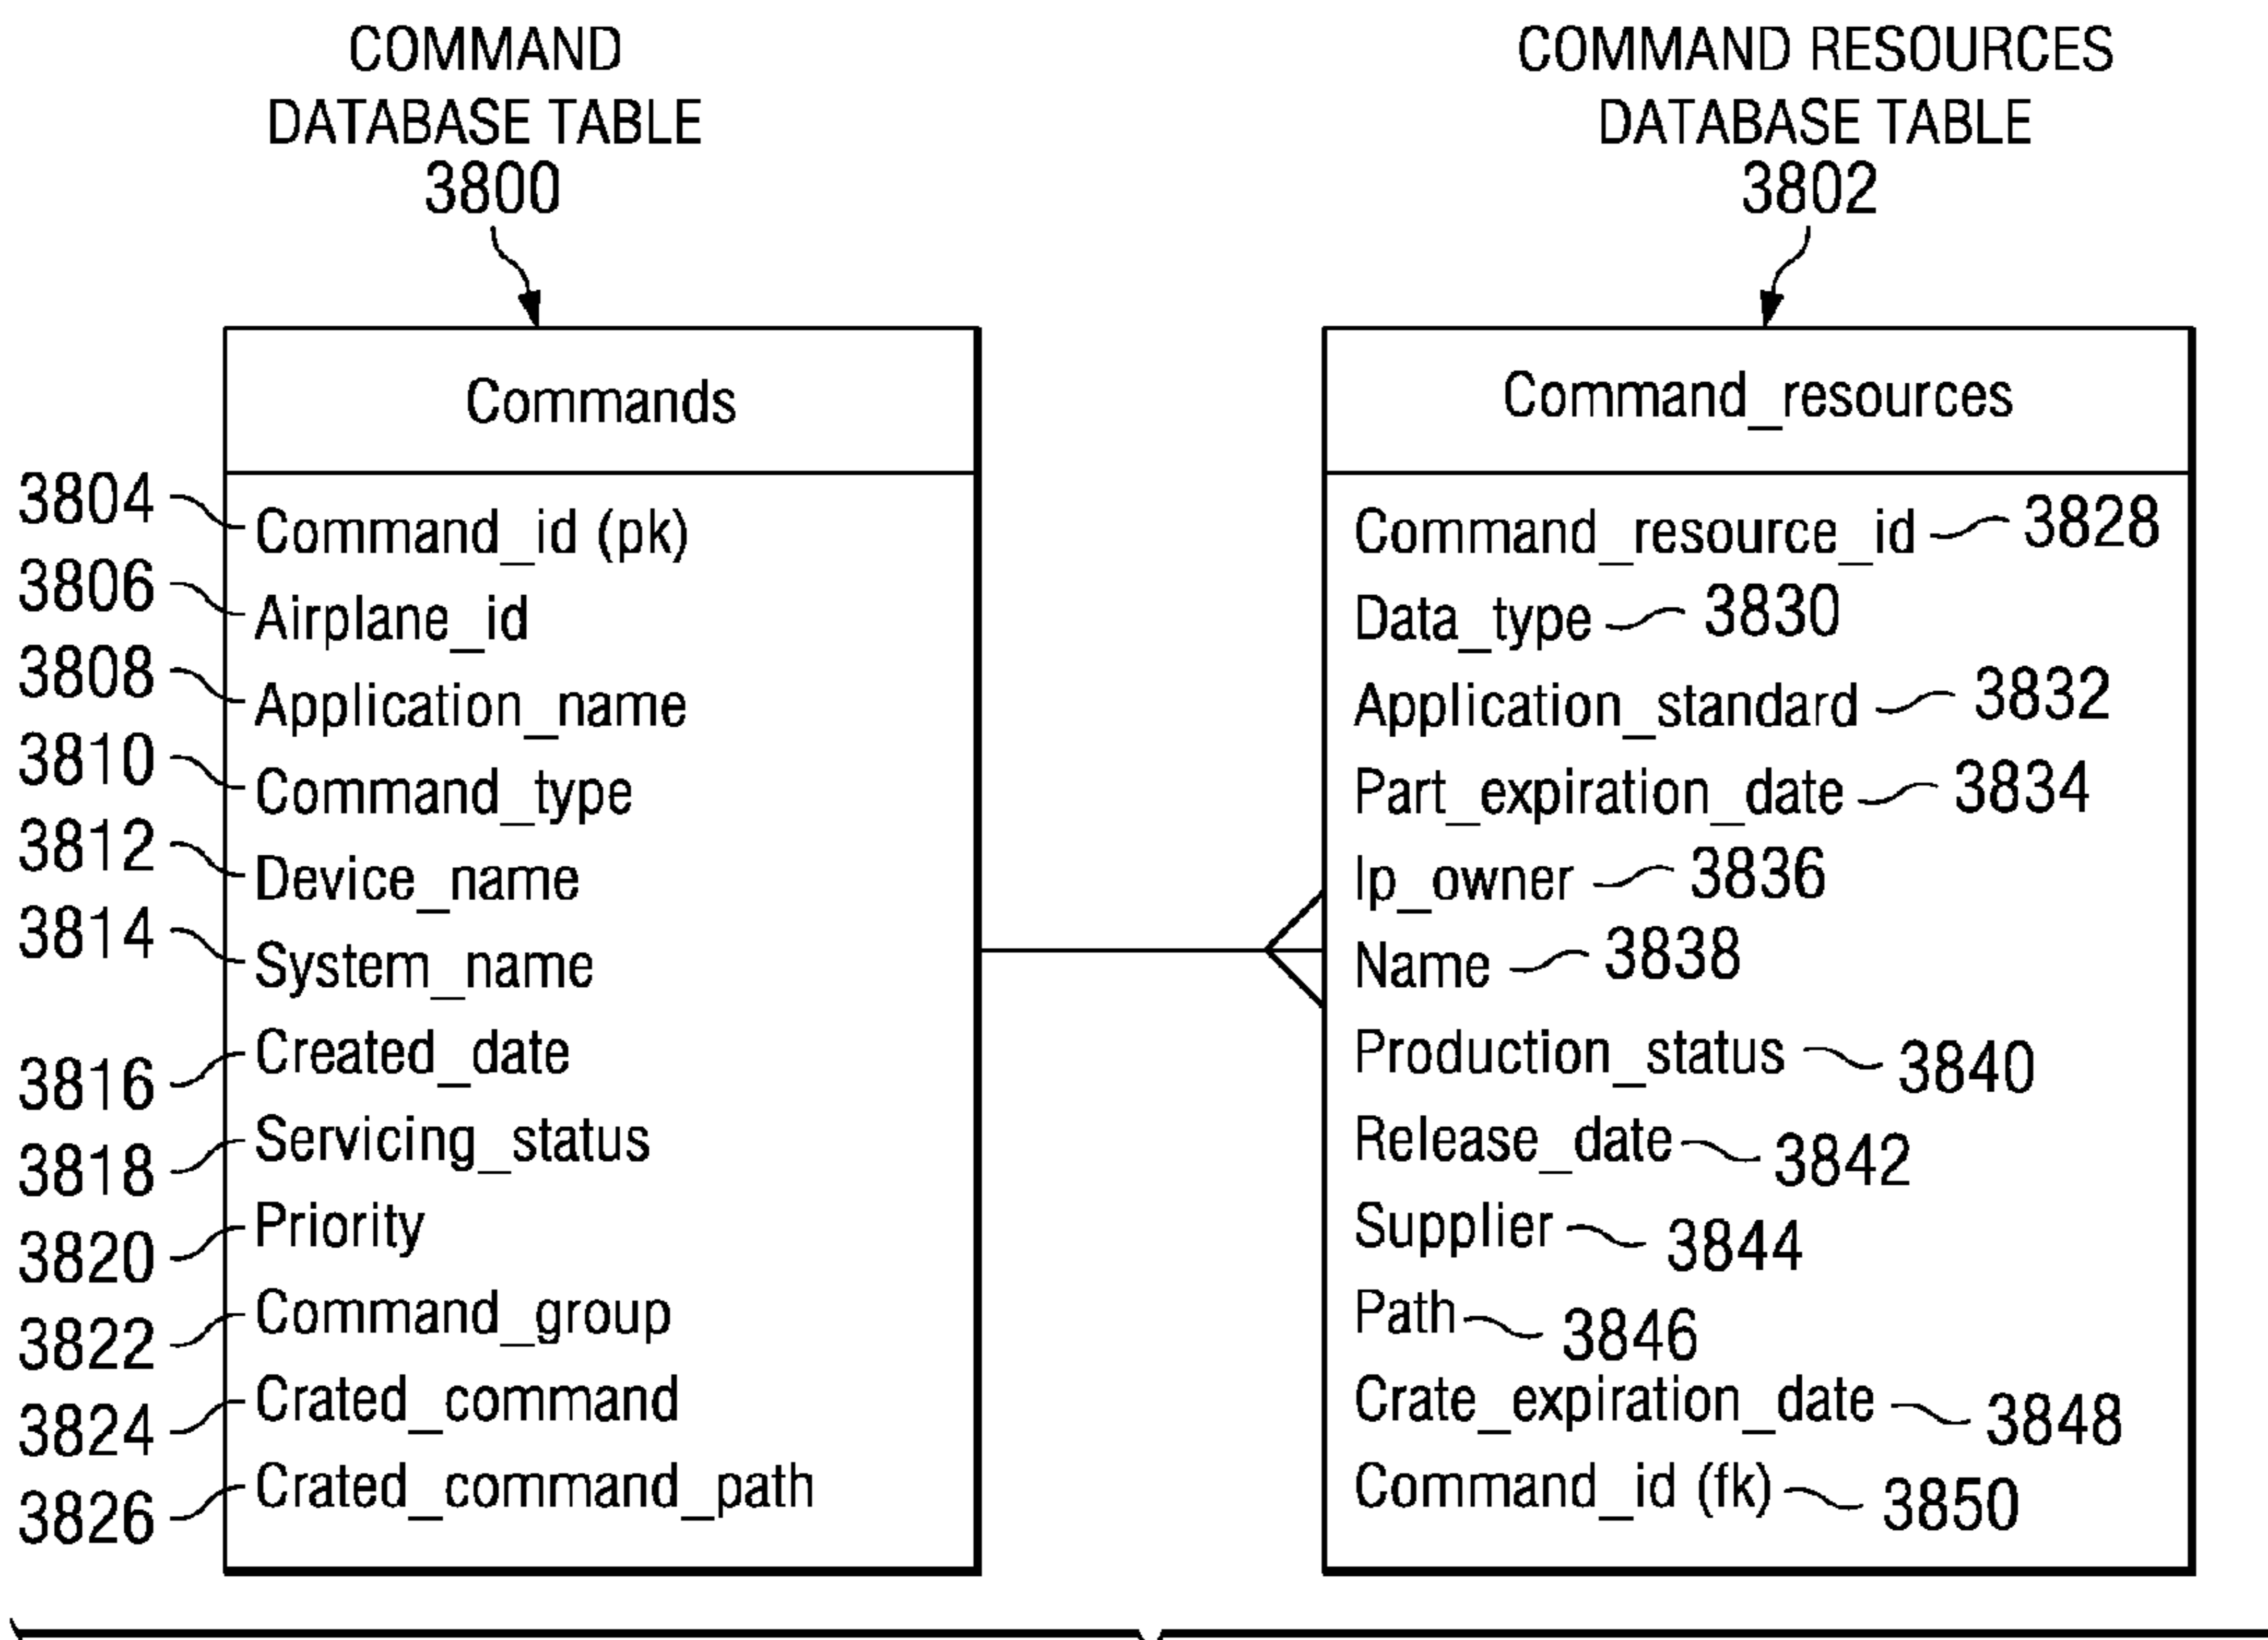 COMMAND
DATABASE TABLE
3800
COMMAND RESOURCES
DATABASE TABLE
3802
Commands
3804 Command_id (pk)
3806 Airplane_id
3808 Application_name
3810 Command_type
3812 Device_name
3814 System_name
3816 Created_date
3818 Servicing_status
3820 Priority
3822 Command_group
3824 Crated_command
3826 Crated_command_path
Command_resources
Command_resource_id 3828
Data_type 3830
Application_standard 3832
Part_expiration_date 3834
Ip_owner 3836
Name 3838
Production_status 3840
Release_date 3842
Supplier 3844
Path 3846
Crate_expiration_date 3848
Command_id (fk) 3850